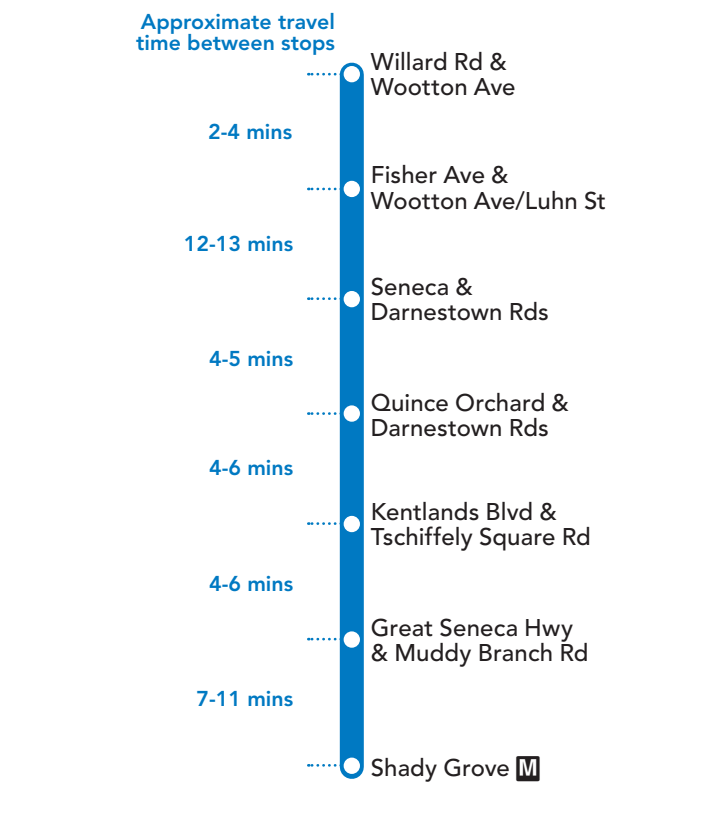 Approximate travel
time between stops
Willard Rd &
Wootton Ave
2-4 mins
Fisher Ave &
Wootton Ave/Luhn St
12-13 mins
Seneca &
Darnestown Rds
4-5 mins
Quince Orchard &
Darnestown Rds
4-6 mins
Kentlands Blvd &
Tschiffely Square Rd
4-6 mins
Great Seneca Hwy
& Muddy Branch Rd
7-11 mins
Shady Grove M